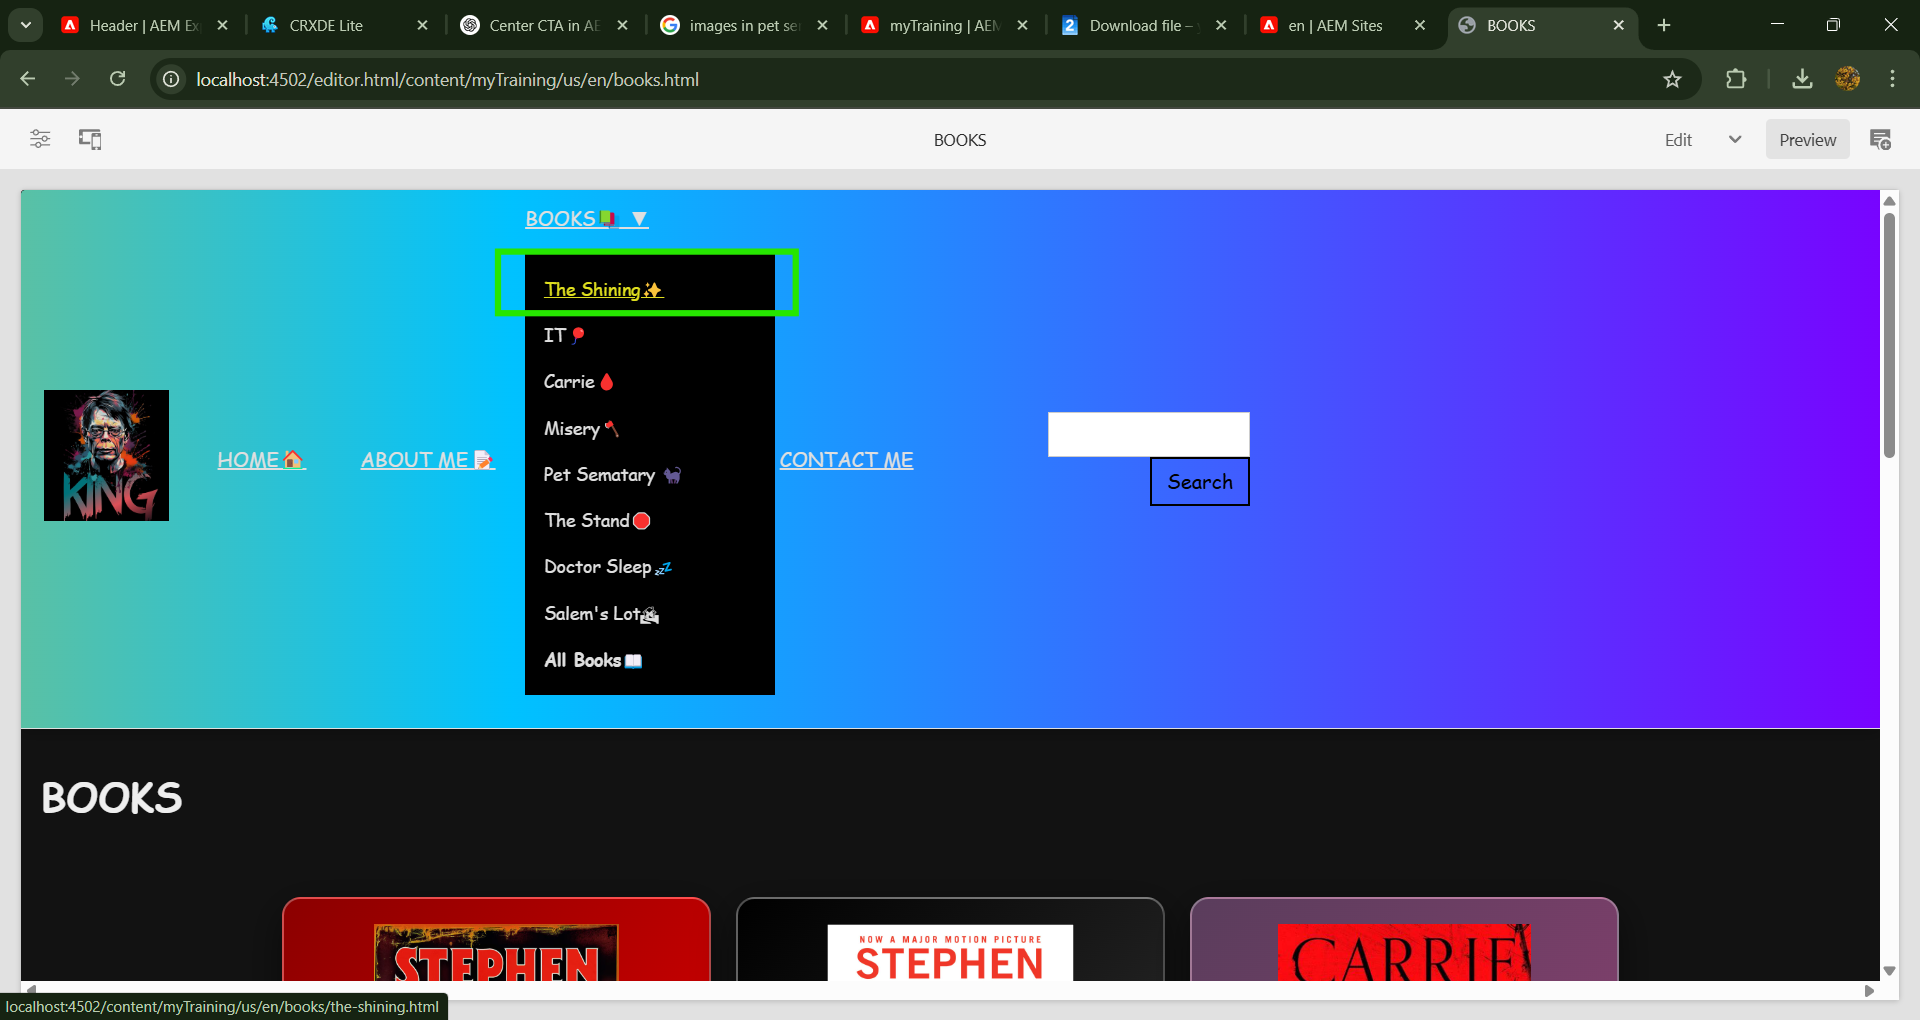 Header | AEM Ex
CRXDE Lite
Center CTA in AE
images in pet se
myTraining | AEM
Download file –
en | AEM Sites
BOOKS
localhost:4502/editor.html/content/myTraining/us/en/books.html
BOOKS
Edit
Preview
BOOKS
The Shining
IT
Carrie
Misery
Pet Sematary
The Stand
Doctor Sleep
Salem's Lot
All Books
KING
HOME
ABOUT ME
CONTACT ME
Search
BOOKS
STEPHEN
NOW A MAJOR MOTION PICTURE
STEPHEN
CARRIE
localhost:4502/content/myTraining/us/en/books/the-shining.html